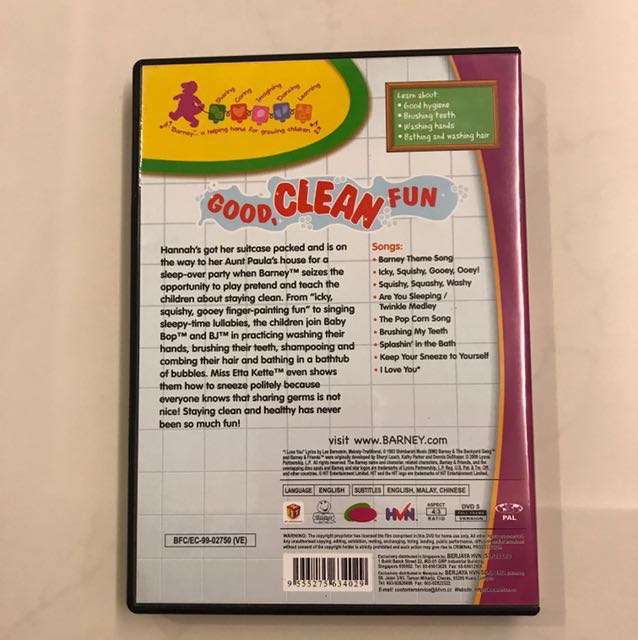 Sharing
Caring
Imagining
Dancing
Learning
Barney™... a helping hand for growing children.
Learn about:
• Good hygiene
• Brushing teeth
• Washing hands
• Bathing and washing hair
GOOD, CLEAN FUN
Hannah's got her suitcase packed and is on
the way to her Aunt Paula's house for a
sleep-over party when Barney™ seizes the
opportunity to play pretend and teach the
children about staying clean. From "icky,
squishy, gooey finger-painting fun" to singing
sleepy-time lullabies, the children join Baby
Bop™ and BJ™ in practicing washing their
hands, brushing their teeth, shampooing and
combing their hair and bathing in a bathtub
of bubbles. Miss Etta Kette™ even shows
them how to sneeze politely because
everyone knows that sharing germs is not
nice! Staying clean and healthy has never
been so much fun!
Songs:
• Barney Theme Song
• Icky, Squishy, Gooey, Ooey!
• Squishy, Squashy, Washy
• Are You Sleeping /
Twinkle Medley
• The Pop Corn Song
• Brushing My Teeth
• Splashin' in the Bath
• Keep Your Sneeze to Yourself
• I Love You*
visit www.BARNEY.com
LANGUAGE ENGLISH SUBTITLES ENGLISH, MALAY, CHINESE
HVN
ASPECT 4:3 RATIO
DVD 5
FULL FRAME
VERSION
PAL
BFC/EC-99-02750 (VE)
9 555275 634029